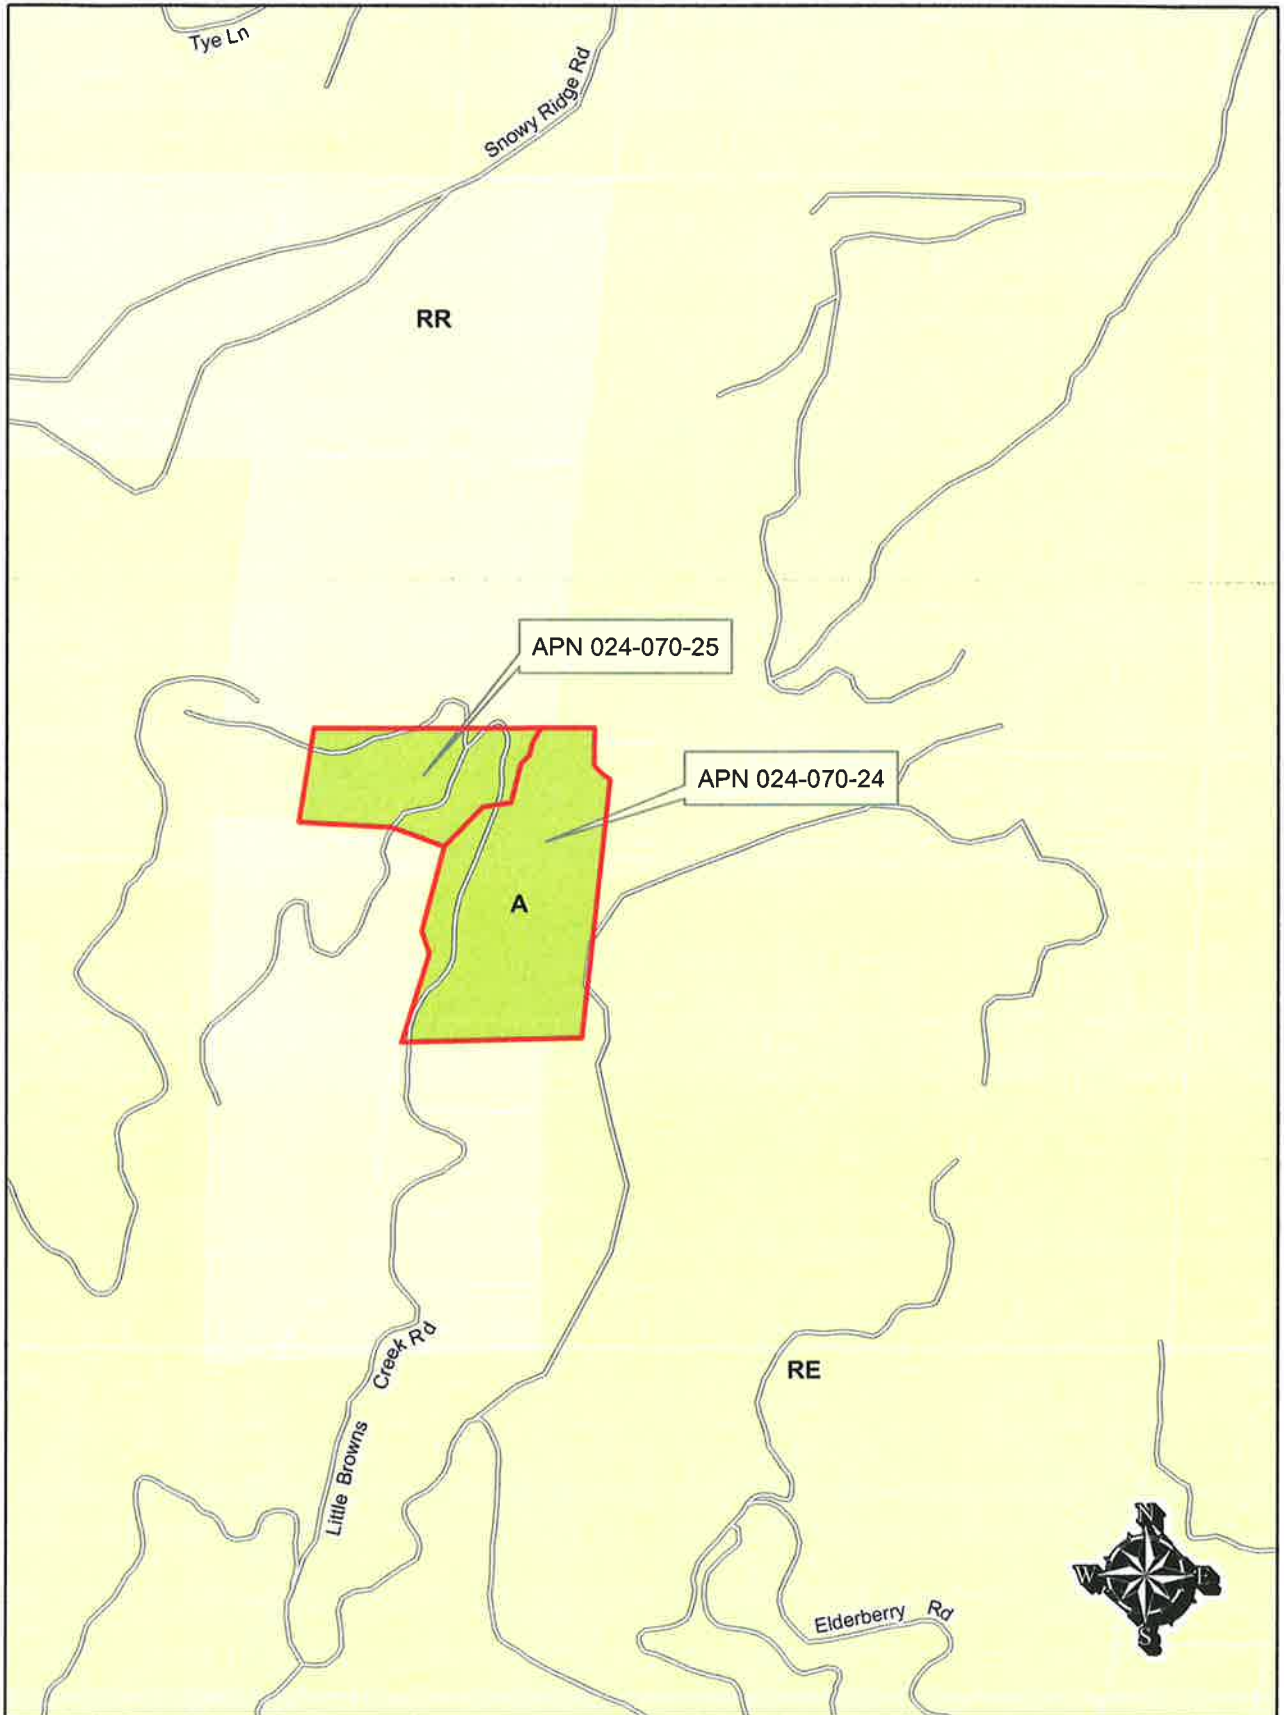 Tye Ln
Snowy Ridge Rd
RR
APN 024-070-25
APN 024-070-24
A
Little Browns Creek Rd
RE
N
W E
S
Elderberry Rd